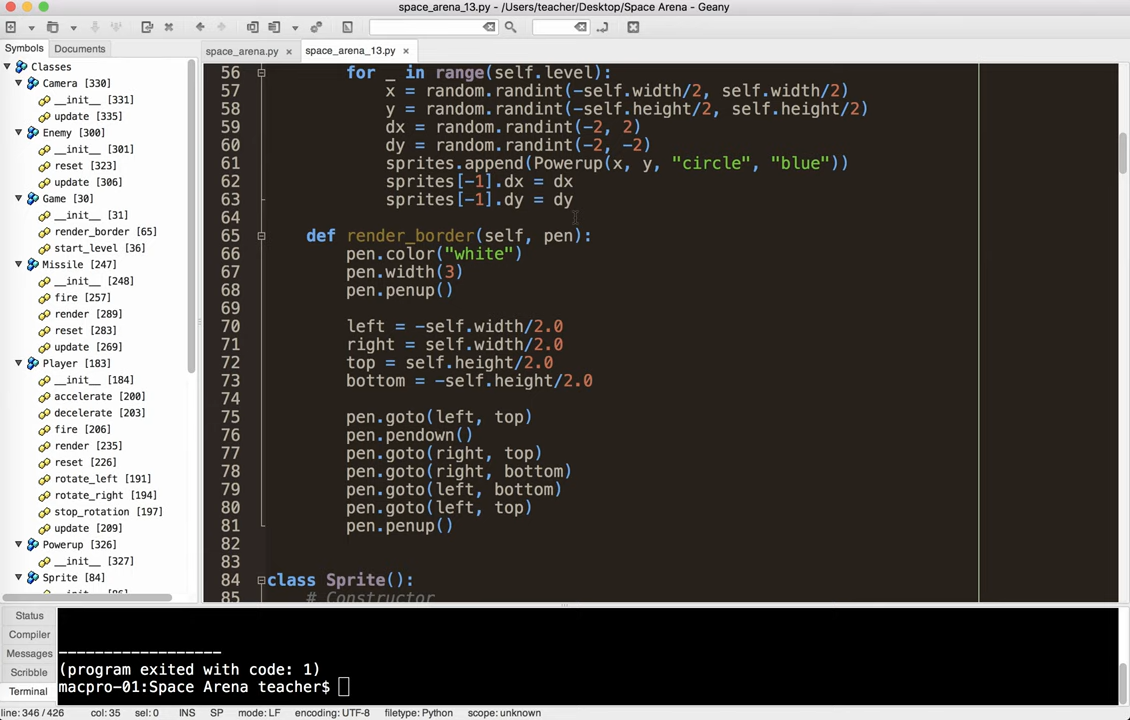 space_arena_13.py - /Users/teacher/Desktop/Space Arena - Geany
Symbols Documents
space_arena.py × space_arena_13.py ×
Classes
Camera [330]
__init__ [331]
update [335]
Enemy [300]
__init__ [301]
reset [323]
update [306]
Game [30]
__init__ [31]
render_border [65]
start_level [36]
Missile [247]
__init__ [248]
fire [257]
render [289]
reset [283]
update [269]
Player [183]
__init__ [184]
accelerate [200]
decelerate [203]
fire [206]
render [235]
reset [226]
rotate_left [191]
rotate_right [194]
stop_rotation [197]
update [209]
Powerup [326]
__init__ [327]
Sprite [84]
56 for _ in range(self.level):
57 x = random.randint(-self.width/2, self.width/2)
58 y = random.randint(-self.height/2, self.height/2)
59 dx = random.randint(-2, 2)
60 dy = random.randint(-2, -2)
61 sprites.append(Powerup(x, y, "circle", "blue"))
62 sprites[-1].dx = dx
63 sprites[-1].dy = dy
64
65 def render_border(self, pen):
66 pen.color("white")
67 pen.width(3)
68 pen.penup()
69
70 left = -self.width/2.0
71 right = self.width/2.0
72 top = self.height/2.0
73 bottom = -self.height/2.0
74
75 pen.goto(left, top)
76 pen.pendown()
77 pen.goto(right, top)
78 pen.goto(right, bottom)
79 pen.goto(left, bottom)
80 pen.goto(left, top)
81 pen.penup()
82
83
84 class Sprite():
85 # Constructor
Status
Compiler
Messages
Scribble
Terminal
------------------
(program exited with code: 1)
macpro-01:Space Arena teacher$
line: 346 / 426 col: 35 sel: 0 INS SP mode: LF encoding: UTF-8 filetype: Python scope: unknown